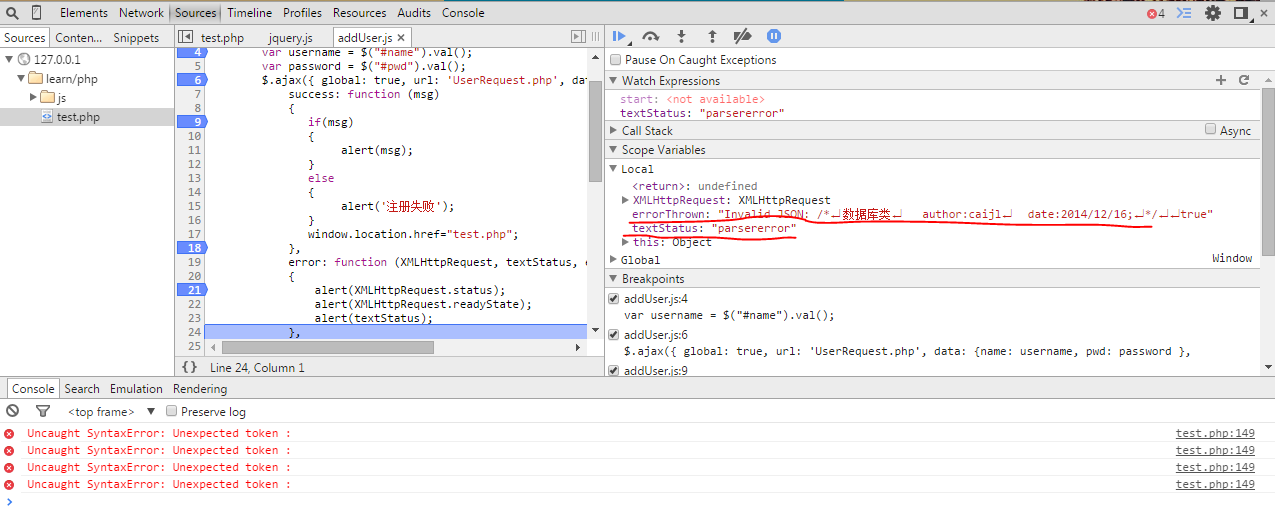 Elements Network Sources Timeline Profiles Resources Audits Console 4
Sources Conten... Snippets
127.0.0.1
learn/php
js
test.php
test.php jquery.js addUser.js ×
4 var username = $("#name").val();
5 var password = $("#pwd").val();
6 $.ajax({ global: true, url: 'UserRequest.php', dat
7 success: function (msg)
8 {
9 if(msg)
10 {
11 alert(msg);
12 }
13 else
14 {
15 alert('注册失败');
16 }
17 window.location.href="test.php";
18 },
19 error: function (XMLHttpRequest, textStatus, e
20 {
21 alert(XMLHttpRequest.status);
22 alert(XMLHttpRequest.readyState);
23 alert(textStatus);
24 },
25
{} Line 24, Column 1
Pause On Caught Exceptions
Watch Expressions
start: <not available>
textStatus: "parsererror"
Call Stack Async
Scope Variables
Local
<return>: undefined
XMLHttpRequest: XMLHttpRequest
errorThrown: "Invalid JSON: /*↵数据库类↵ author:caijl↵ date:2014/12/16;↵*/↵↵true"
textStatus: "parsererror"
this: Object
Global Window
Breakpoints
addUser.js:4
var username = $("#name").val();
addUser.js:6
$.ajax({ global: true, url: 'UserRequest.php', data: {name: username, pwd: password },
addUser.js:9
Console Search Emulation Rendering
<top frame> ▼ Preserve log
Uncaught SyntaxError: Unexpected token : test.php:149
Uncaught SyntaxError: Unexpected token : test.php:149
Uncaught SyntaxError: Unexpected token : test.php:149
Uncaught SyntaxError: Unexpected token : test.php:149
>